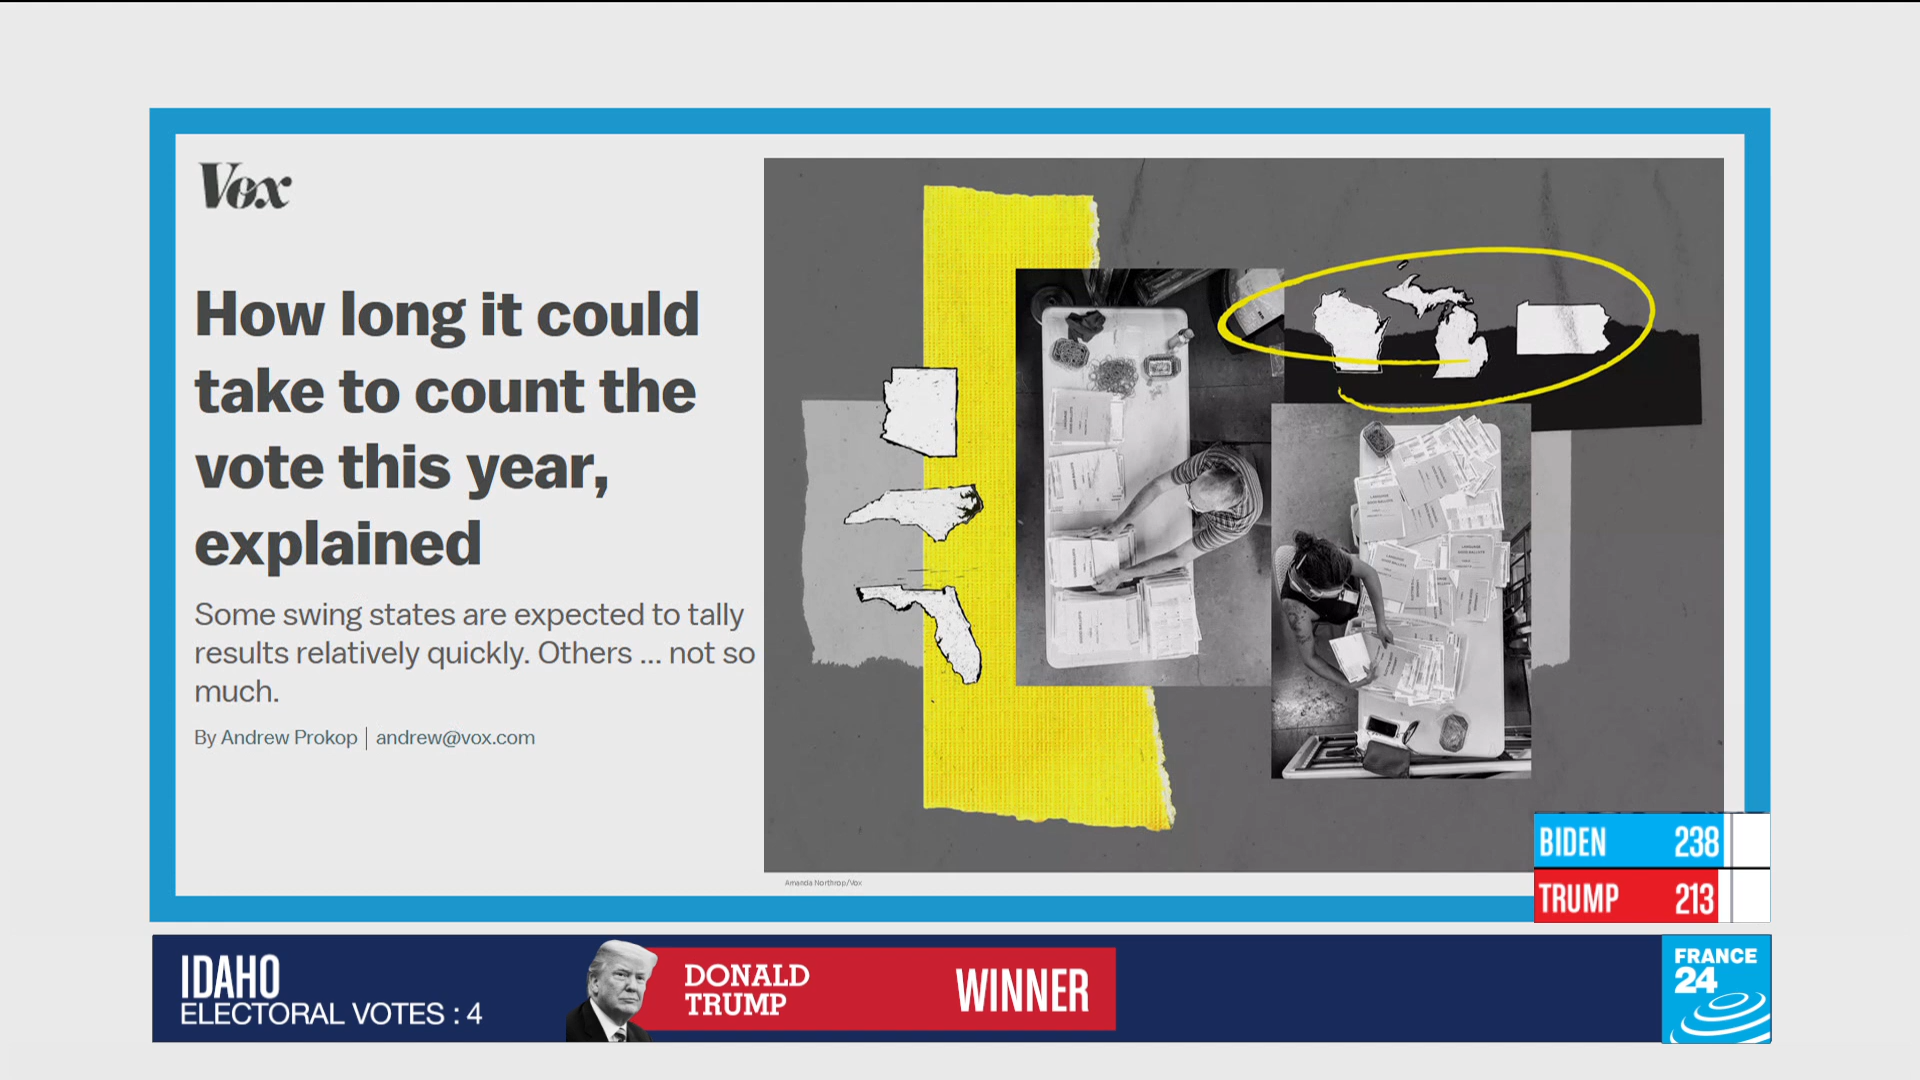 Vox
How long it could
take to count the
vote this year,
explained
Some swing states are expected to tally
results relatively quickly. Others ... not so
much.
By Andrew Prokop | andrew@vox.com
Amanda Northrop/Vox
BIDEN 238
TRUMP 213
IDAHO
ELECTORAL VOTES : 4
DONALD
TRUMP
WINNER
FRANCE
24